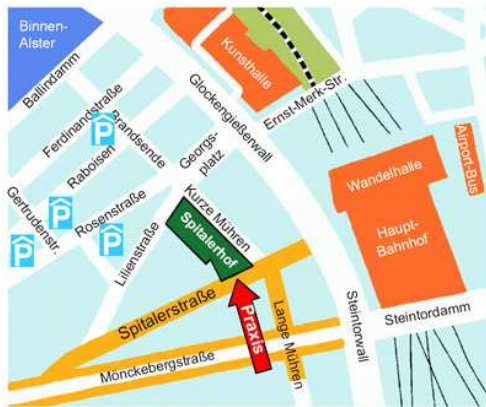 Binnen-
Alster
Ballindamm
Ferdinandstraße
Brandsende
Raboisen
Gertrudenstr.
Rosenstraße
Lilienstraße
Georgs-
platz
Glockengießerwall
Kunsthalle
Ernst-Merk-Str.
Kurze Mühren
Spitalerhof
Spitalerstraße
Praxis
Lange Mühren
Mönckebergstraße
Steintorwall
Steintordamm
Wandelhalle
Haupt-
Bahnhof
Airport-Bus
P
P
P
P